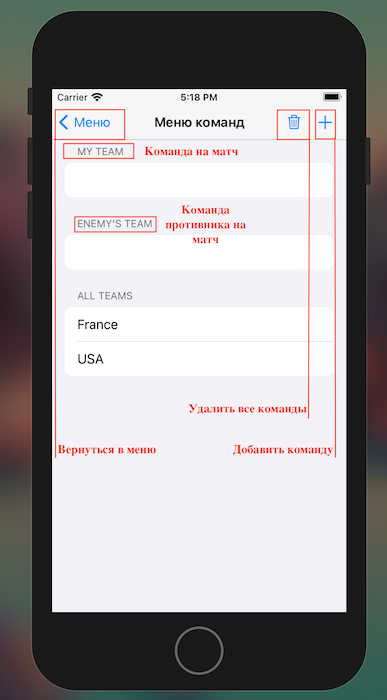 Carrier 5:18 PM
Меню Меню команд
MY TEAM Команда на матч
ENEMY'S TEAM Команда
противника на
матч
ALL TEAMS
France
USA
Удалить все команды
Вернуться в меню Добавить команду